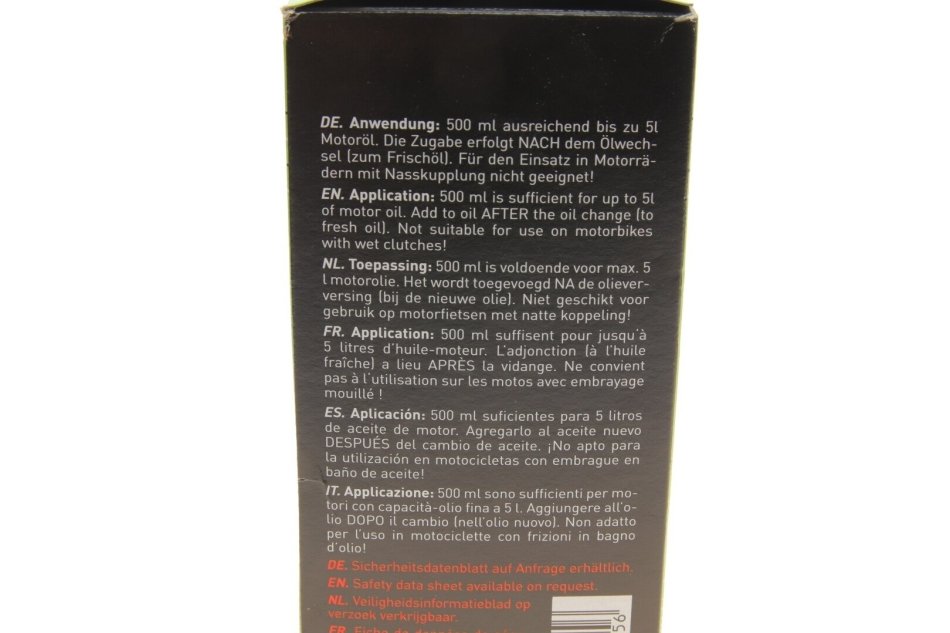 DE. Anwendung: 500 ml ausreichend bis zu 5l
Motoröl. Die Zugabe erfolgt NACH dem Ölwech-
sel (zum Frischöl). Für den Einsatz in Motorrä-
dern mit Nasskupplung nicht geeignet!
EN. Application: 500 ml is sufficient for up to 5l
of motor oil. Add to oil AFTER the oil change (to
fresh oil). Not suitable for use on motorbikes
with wet clutches!
NL. Toepassing: 500 ml is voldoende voor max. 5
l motorolie. Het wordt toegevoegd NA de oliever-
versing (bij de nieuwe olie). Niet geschikt voor
gebruik op motorfietsen met natte koppeling!
FR. Application: 500 ml suffisent pour jusqu'à
5 litres d'huile-moteur. L'adjonction (à l'huile
fraîche) a lieu APRÈS la vidange. Ne convient
pas à l'utilisation sur les motos avec embrayage
mouillé !
ES. Aplicación: 500 ml suficientes para 5 litros
de aceite de motor. Agregarlo al aceite nuevo
DESPUÉS del cambio de aceite. ¡No apto para
la utilización en motocicletas con embrague en
baño de aceite!
IT. Applicazione: 500 ml sono sufficienti per mo-
tori con capacità-olio fina a 5 l. Aggiungere all'o-
lio DOPO il cambio (nell'olio nuovo). Non adatto
per l'uso in motociclette con frizioni in bagno
d'olio!
DE. Sicherheitsdatenblatt auf Anfrage erhältlich.
EN. Safety data sheet available on request.
NL. Veiligheidsinformatieblad op
verzoek verkrijgbaar.
FR. Fiche de
56